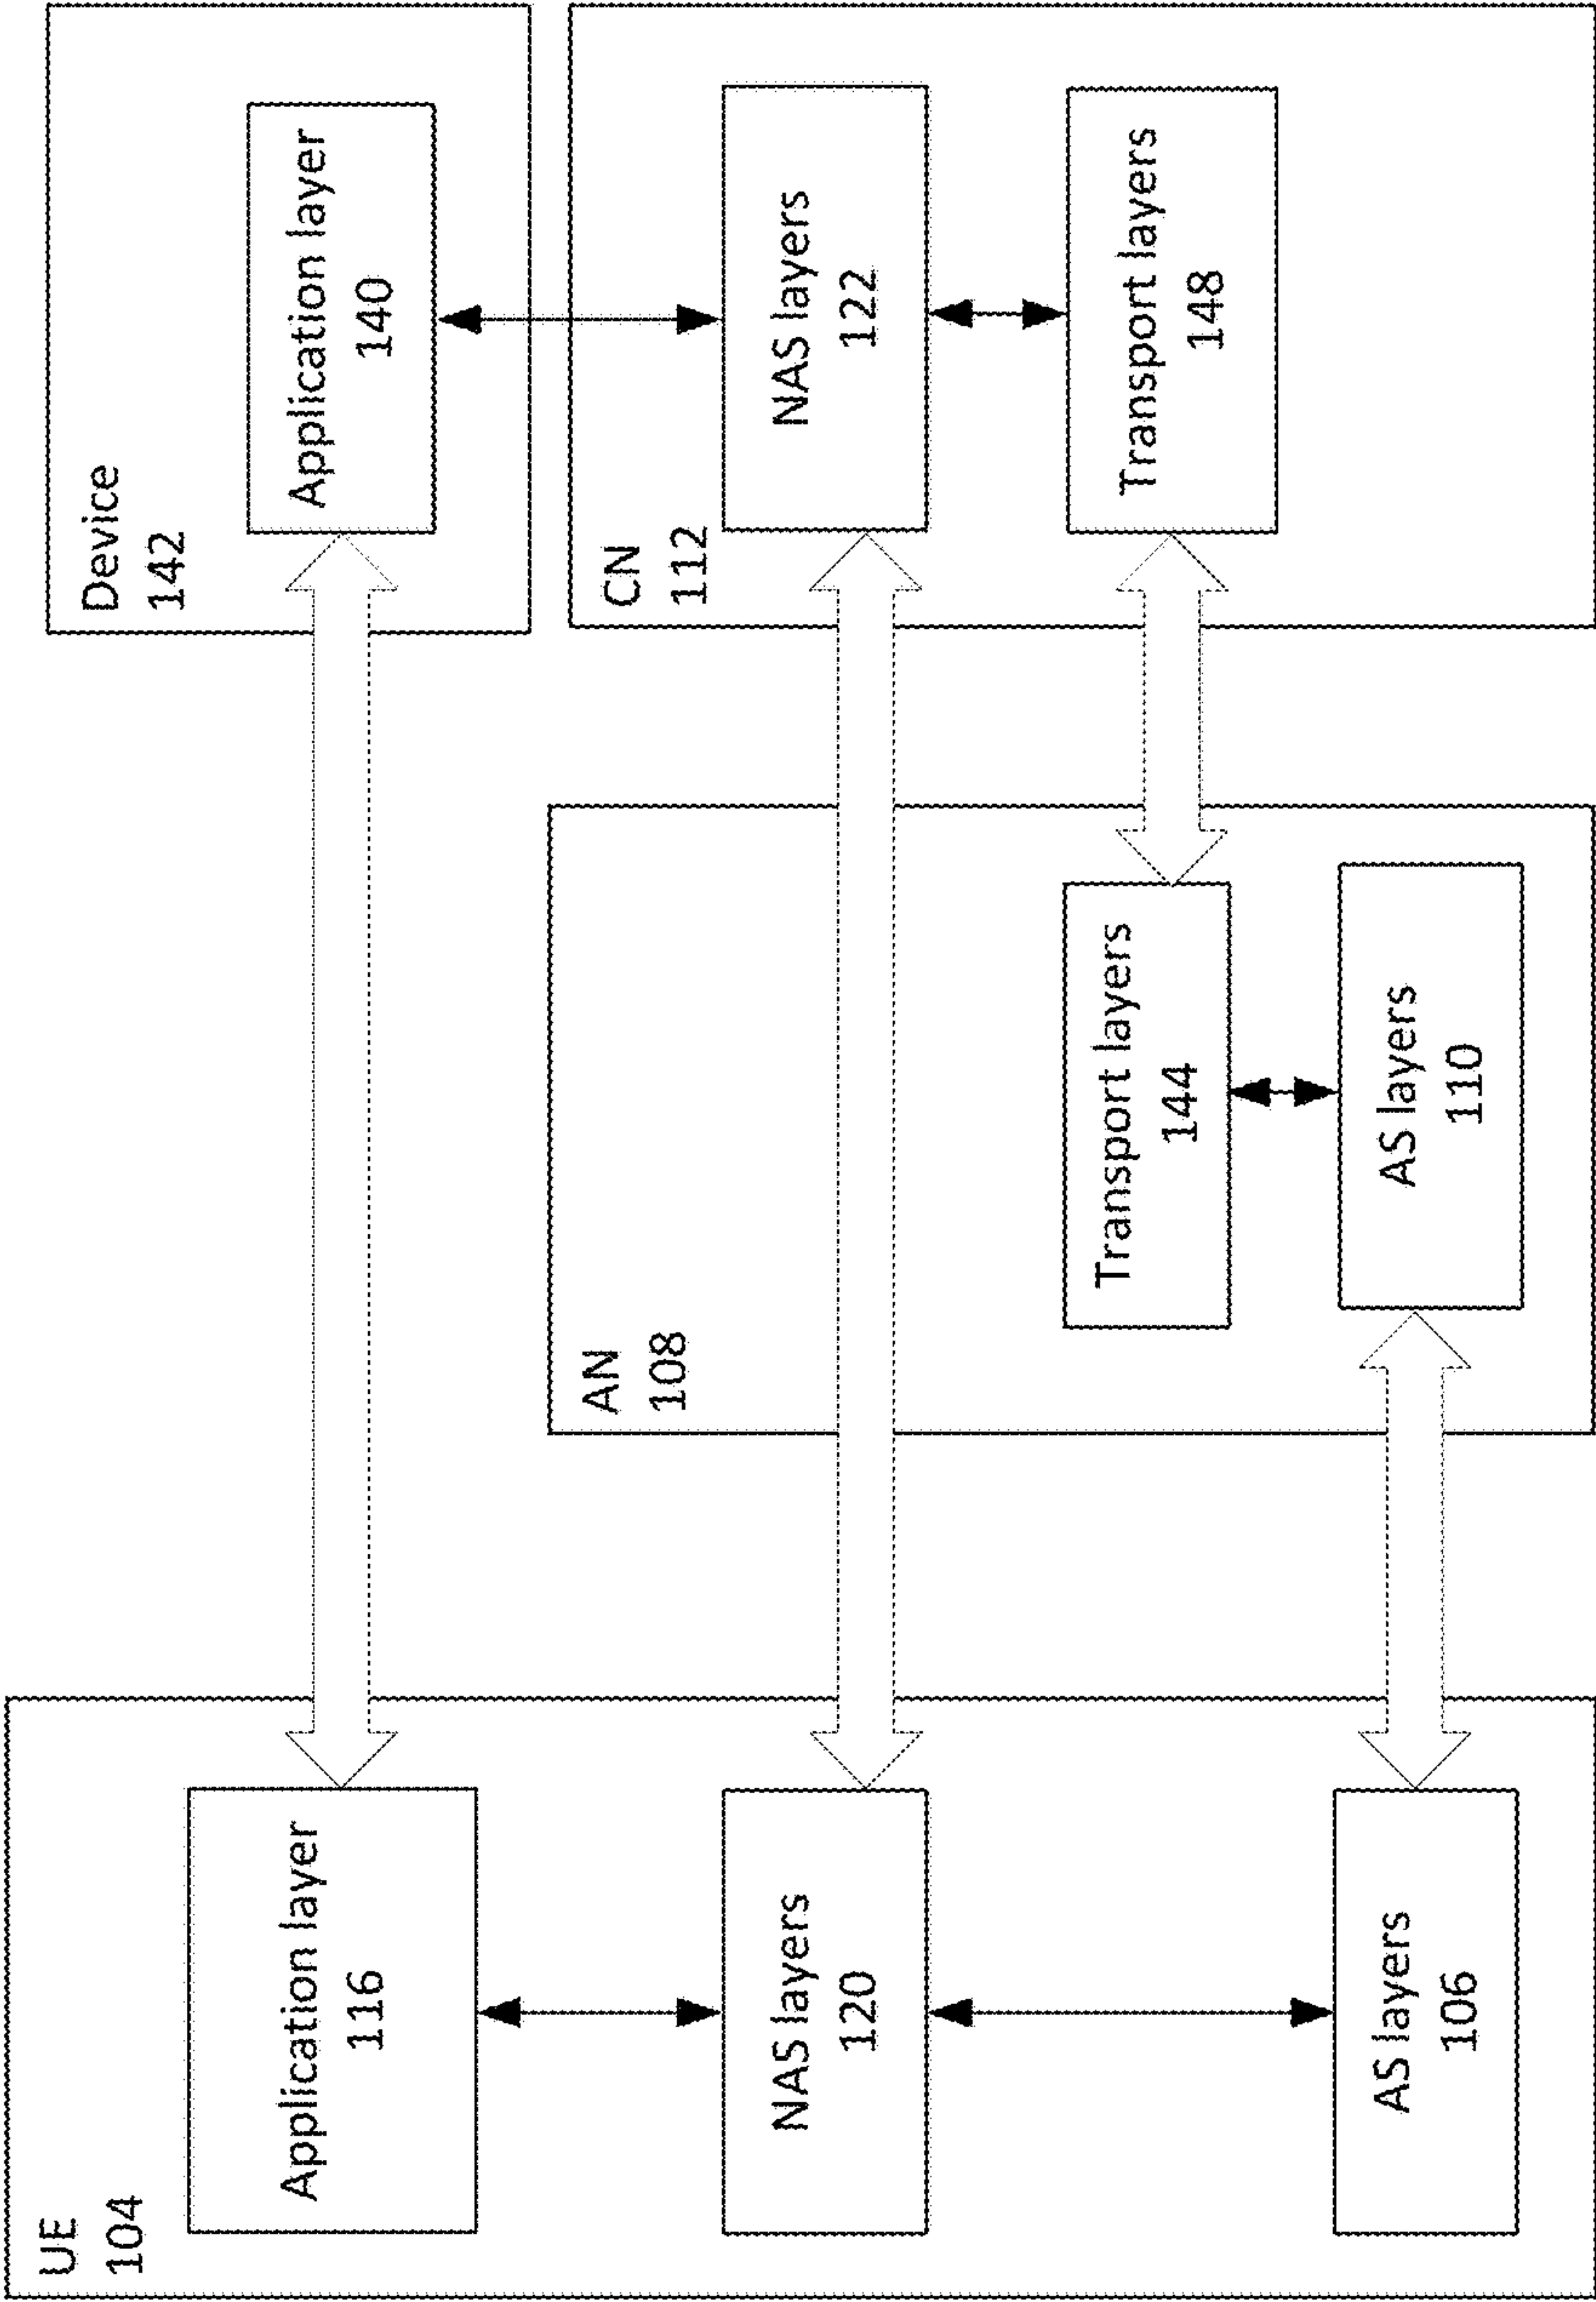 UE
104
Application layer
116
NAS layers
120
AS layers
106
AN
108
Transport layers
144
AS layers
110
Device
142
Application layer
140
CN
112
NAS layers
122
Transport layers
148